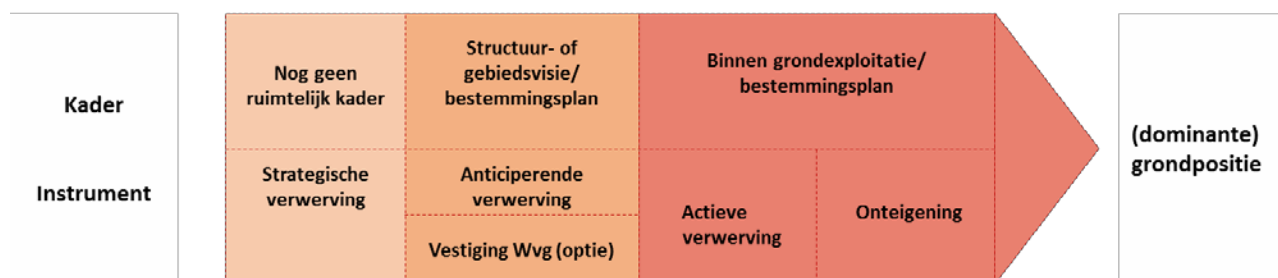 Kader
Nog geen
ruimtelijk kader
Structuur- of
gebiedsvisie/
bestemmingsplan
Binnen grondexploitatie/
bestemmingsplan
Instrument
Strategische
verwerving
Anticiperende
verwerving
Vestiging Wvg (optie)
Actieve
verwerving
Onteigening
(dominante)
grondpositie